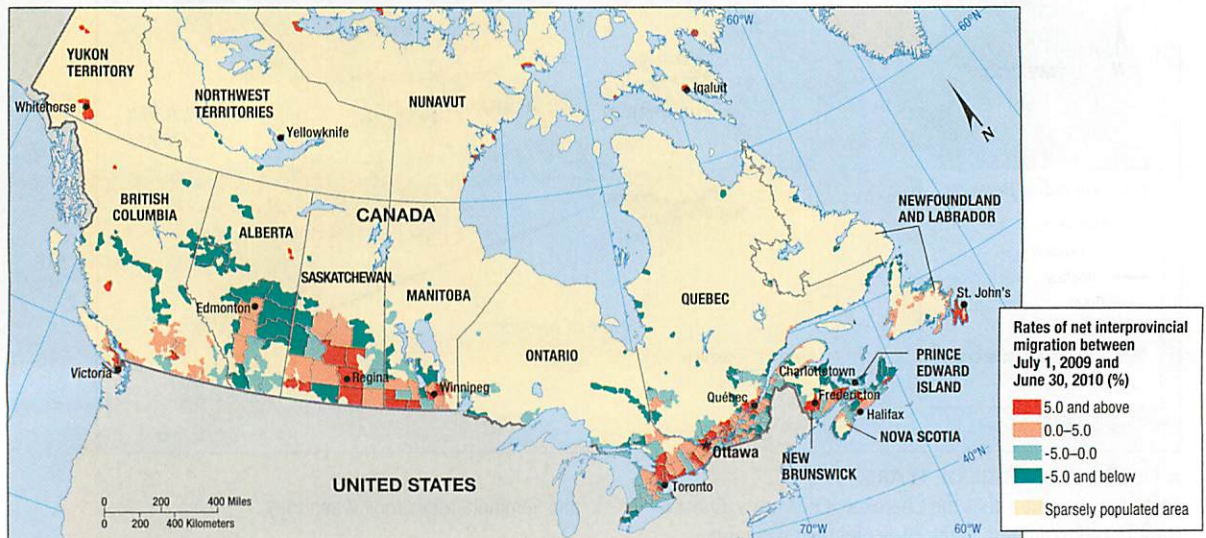 60°W
60°W
YUKON
TERRITORY
NORTHWEST
TERRITORIES
NUNAVUT
Iqaluit
Whitehorse
Yellowknife
N
BRITISH
COLUMBIA
CANADA
NEWFOUNDLAND
AND LABRADOR
ALBERTA
SASKATCHEWAN
MANITOBA
QUEBEC
St. John's
Edmonton
ONTARIO
PRINCE
EDWARD
ISLAND
Charlottetown
Victoria
Regina
Winnipeg
Québec
Fredericton
Halifax
NOVA SCOTIA
Ottawa
NEW
BRUNSWICK
40°N
UNITED STATES
Toronto
0 200 400 Miles
0 200 400 Kilometers
70°W
60°W
Rates of net interprovincial
migration between
July 1, 2009 and
June 30, 2010 (%)
5.0 and above
0.0–5.0
-5.0–0.0
-5.0 and below
Sparsely populated area